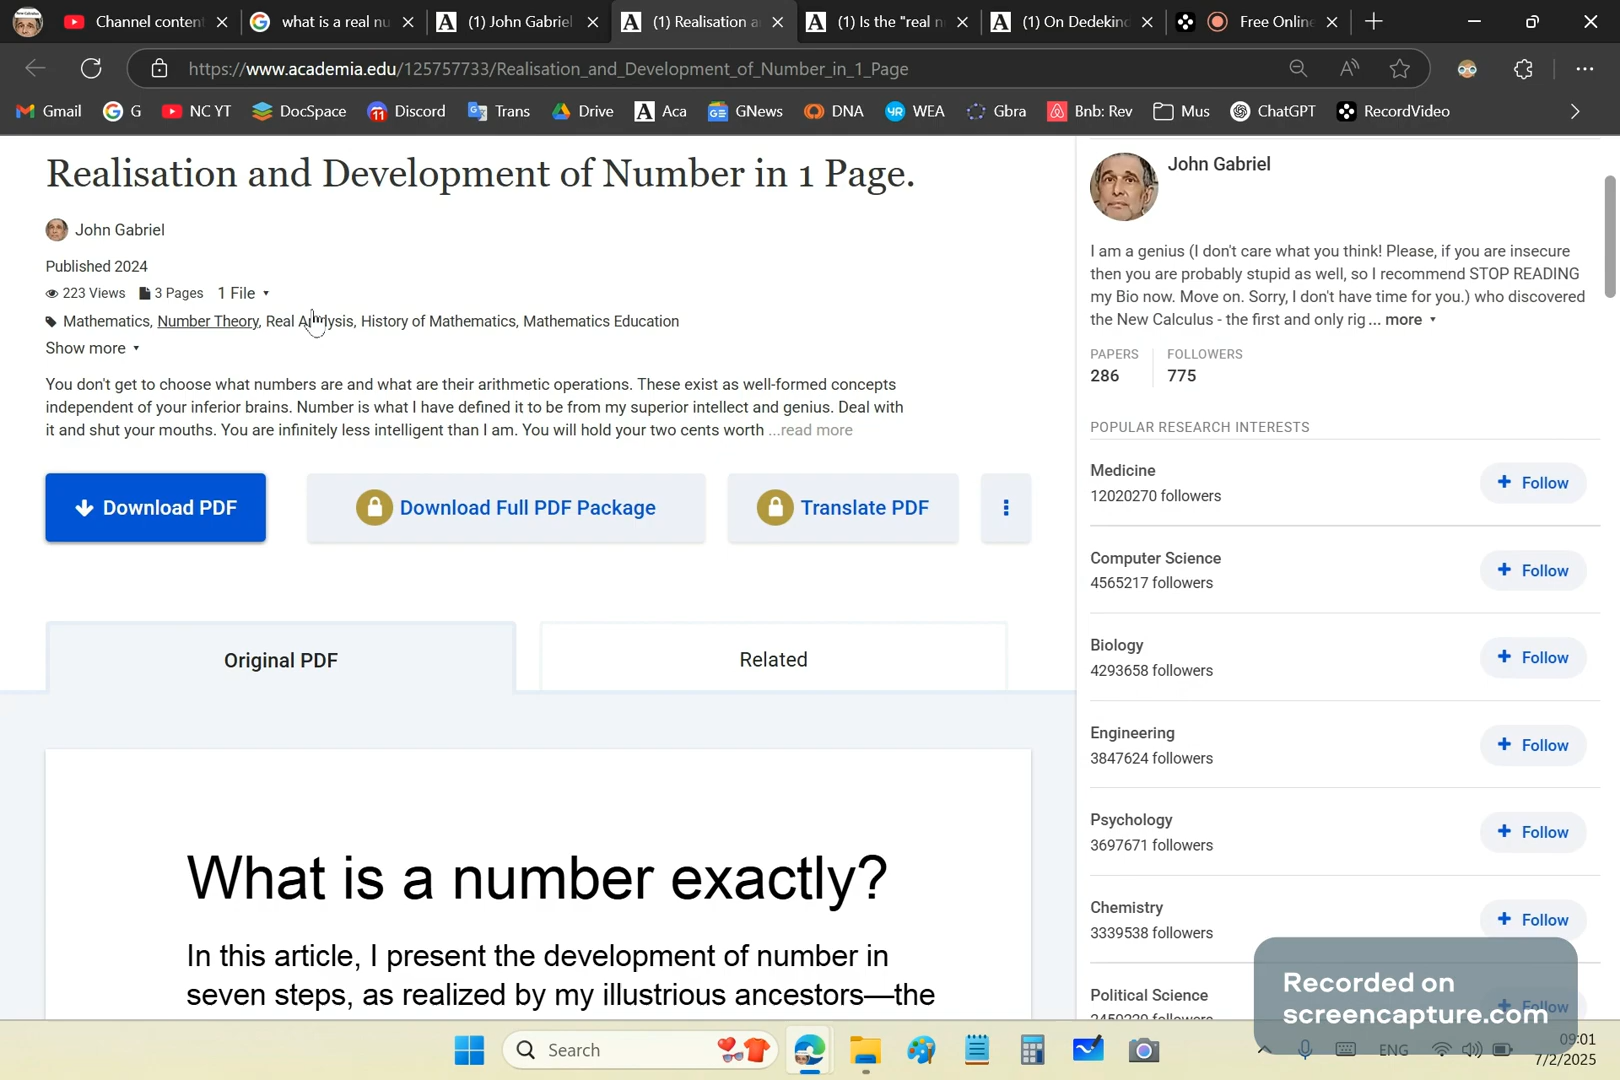 Channel content
what is a real nu
(1) John Gabriel
(1) Realisation a
(1) Is the "real n
(1) On Dedekin
Free Online
https://www.academia.edu/125757733/Realisation_and_Development_of_Number_in_1_Page
Gmail
G
NC YT
DocSpace
11
Discord
Trans
Drive
Aca
GNews
DNA
WEA
Gbra
Bnb: Rev
Mus
ChatGPT
RecordVideo
Realisation and Development of Number in 1 Page.
John Gabriel
Published 2024
223 Views 3 Pages 1 File
Mathematics, Number Theory, Real Analysis, History of Mathematics, Mathematics Education
Show more
You don't get to choose what numbers are and what are their arithmetic operations. These exist as well-formed concepts
independent of your inferior brains. Number is what I have defined it to be from my superior intellect and genius. Deal with
it and shut your mouths. You are infinitely less intelligent than I am. You will hold your two cents worth ...read more
Download PDF
Download Full PDF Package
Translate PDF
Original PDF
Related
What is a number exactly?
In this article, I present the development of number in
seven steps, as realized by my illustrious ancestors—the
John Gabriel
I am a genius (I don't care what you think! Please, if you are insecure
then you are probably stupid as well, so I recommend STOP READING
my Bio now. Move on. Sorry, I don't have time for you.) who discovered
the New Calculus - the first and only rig... more
PAPERS
286
FOLLOWERS
775
POPULAR RESEARCH INTERESTS
Medicine
12020270 followers
+ Follow
Computer Science
4565217 followers
+ Follow
Biology
4293658 followers
+ Follow
Engineering
3847624 followers
+ Follow
Psychology
3697671 followers
+ Follow
Chemistry
3339538 followers
+ Follow
Political Science
Follow
Recorded on
screencapture.com
Search
ENG
09:01
7/2/2025